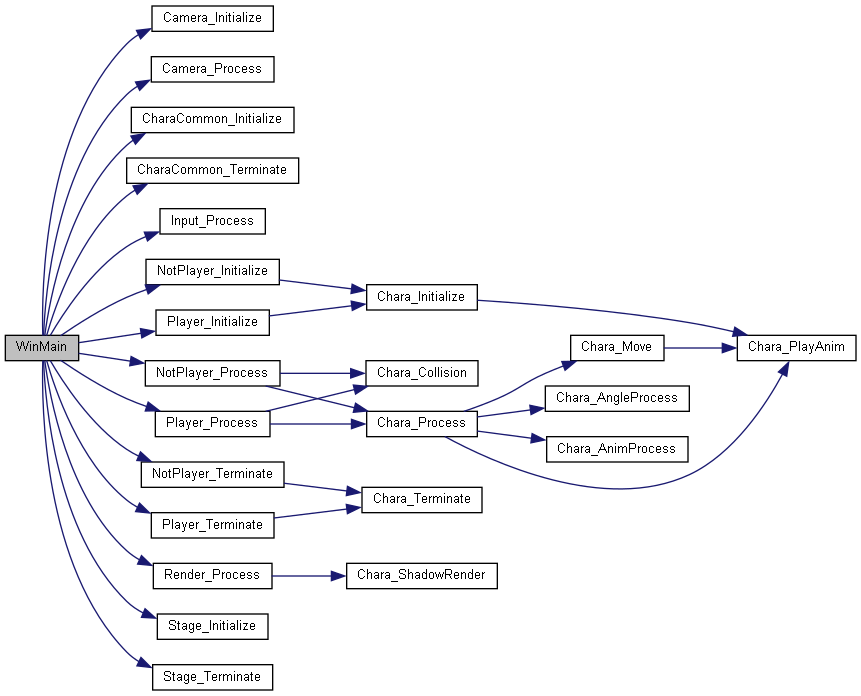 Camera_Initialize
Camera_Process
CharaCommon_Initialize
CharaCommon_Terminate
Input_Process
NotPlayer_Initialize
Chara_Initialize
Player_Initialize
WinMain
Chara_Move
Chara_PlayAnim
NotPlayer_Process
Chara_Collision
Chara_AngleProcess
Player_Process
Chara_Process
Chara_AnimProcess
NotPlayer_Terminate
Chara_Terminate
Player_Terminate
Render_Process
Chara_ShadowRender
Stage_Initialize
Stage_Terminate